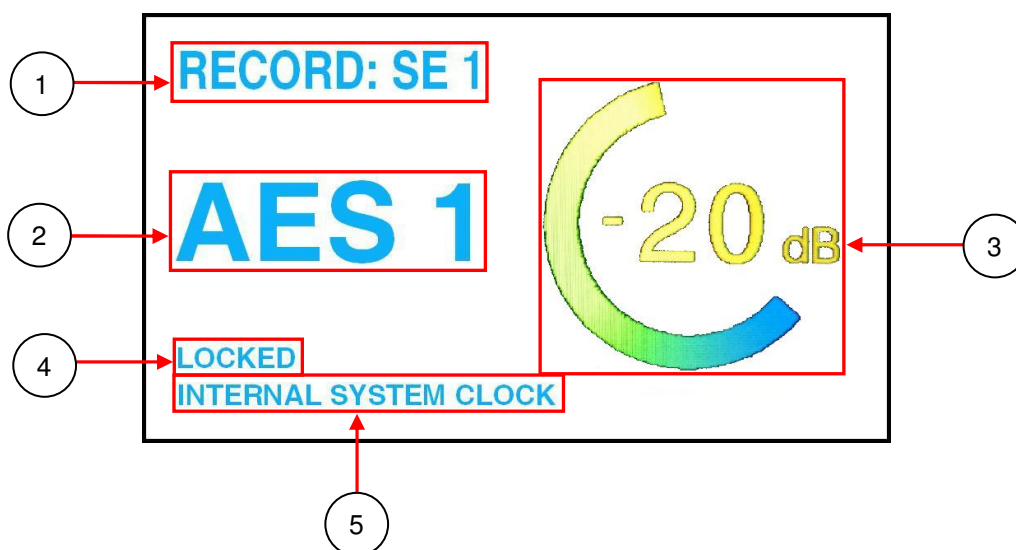 RECORD: SE 1
1
AES 1
2
-20 dB
3
LOCKED
4
INTERNAL SYSTEM CLOCK
5